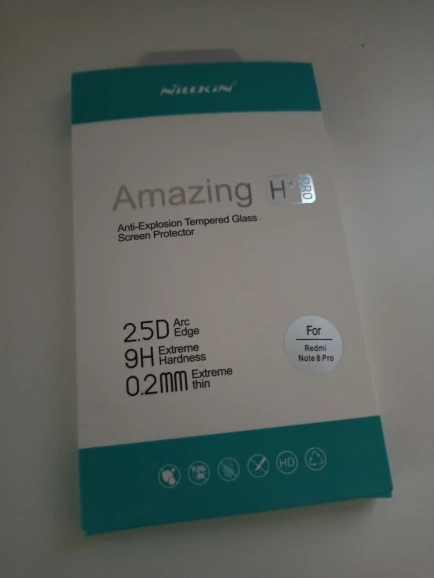 NILLKIN
Amazing H+ PRO
Anti-Explosion Tempered Glass
Screen Protector
2.5D Arc Edge
9H Extreme Hardness
0.2mm Extreme thin
For
Redmi
Note 6 Pro
HD